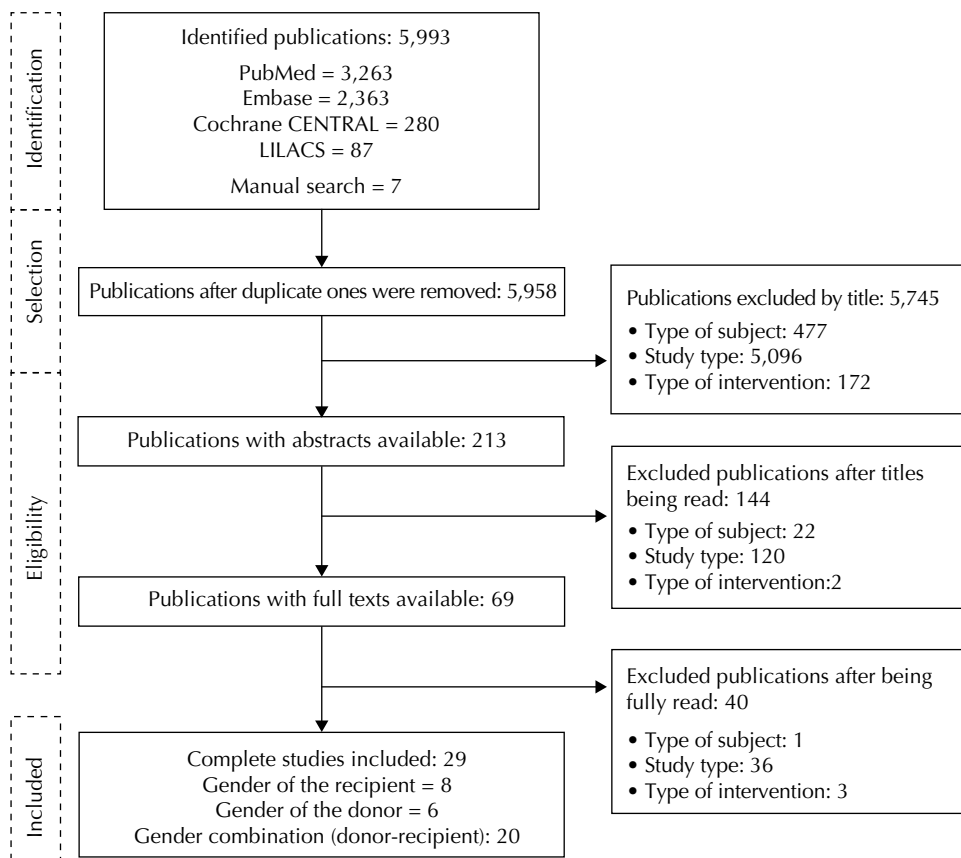 Identification
Identified publications: 5,993
PubMed = 3,263
Embase = 2,363
Cochrane CENTRAL = 280
LILACS = 87
Manual search = 7
Selection
Publications after duplicate ones were removed: 5,958
Publications excluded by title: 5,745
• Type of subject: 477
• Study type: 5,096
• Type of intervention: 172
Eligibility
Publications with abstracts available: 213
Excluded publications after titles
being read: 144
• Type of subject: 22
• Study type: 120
• Type of intervention:2
Publications with full texts available: 69
Excluded publications after being
fully read: 40
• Type of subject: 1
• Study type: 36
• Type of intervention: 3
Included
Complete studies included: 29
Gender of the recipient = 8
Gender of the donor = 6
Gender combination (donor-recipient): 20